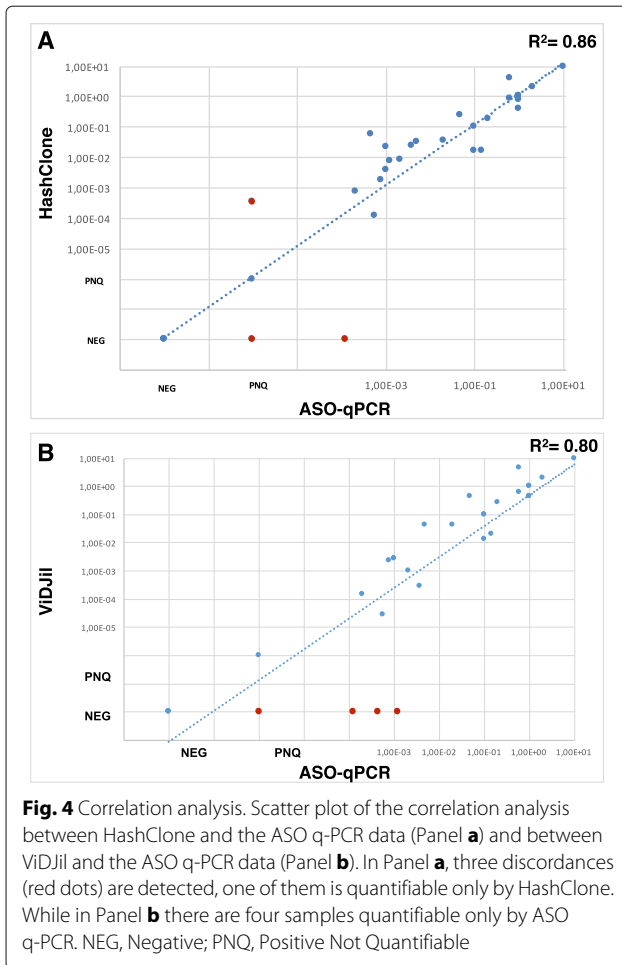 A
R²= 0.86
HashClone
1,00E+01
1,00E+00
1,00E-01
1,00E-02
1,00E-03
1,00E-04
1,00E-05
PNQ
NEG
NEG
PNQ
1,00E-03
1,00E-01
1,00E+01
ASO-qPCR
B
R²= 0.80
ViDJil
1,00E+01
1,00E+00
1,00E-01
1,00E-02
1,00E-03
1,00E-04
1,00E-05
PNQ
NEG
NEG
PNQ
1,00E-03
1,00E-02
1,00E-01
1,00E+00
1,00E+01
ASO-qPCR
Fig. 4 Correlation analysis. Scatter plot of the correlation analysis
between HashClone and the ASO q-PCR data (Panel a) and between
ViDJil and the ASO q-PCR data (Panel b). In Panel a, three discordances
(red dots) are detected, one of them is quantifiable only by HashClone.
While in Panel b there are four samples quantifiable only by ASO
q-PCR. NEG, Negative; PNQ, Positive Not Quantifiable